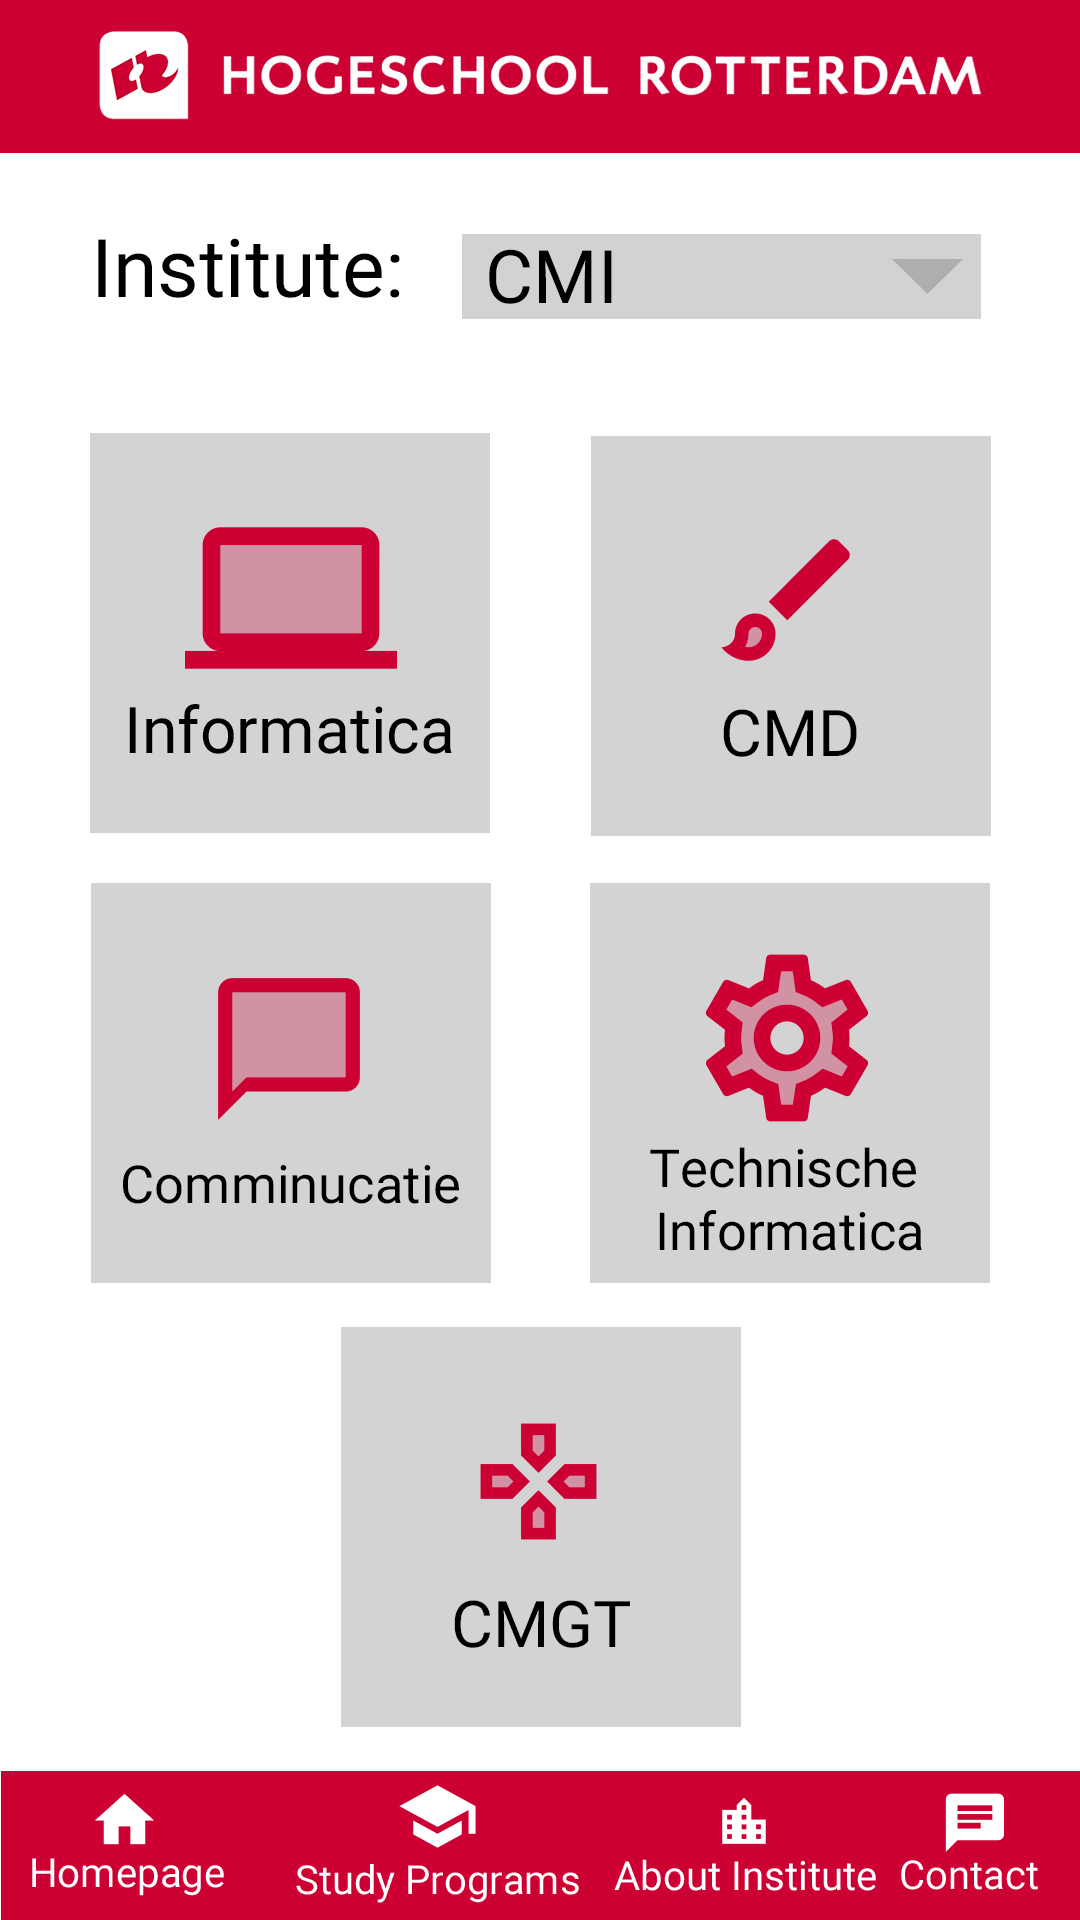 HOGESCHOOL ROTTERDAM
Institute:
CMI
Informatica
CMD
Comminucatie
Technische
Informatica
CMGT
Homepage
Study Programs
About Institute
Contact